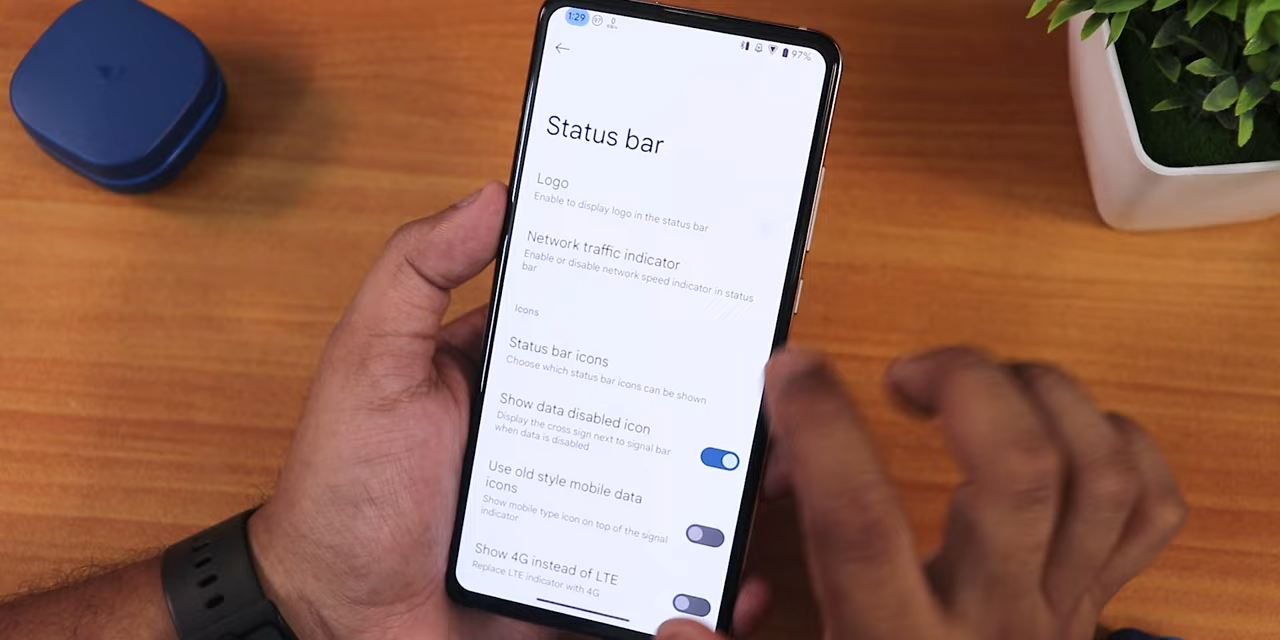 1:29 97 0
97%
Status bar
Logo
Enable to display logo in the status bar
Network traffic indicator
Enable or disable network speed indicator in status
bar
Icons
Status bar icons
Choose which status bar icons can be shown
Show data disabled icon
Display the cross sign next to signal bar
when data is disabled
Use old style mobile data
icons
Show mobile type icon on top of the signal
indicator
Show 4G instead of LTE
Replace LTE indicator with 4G